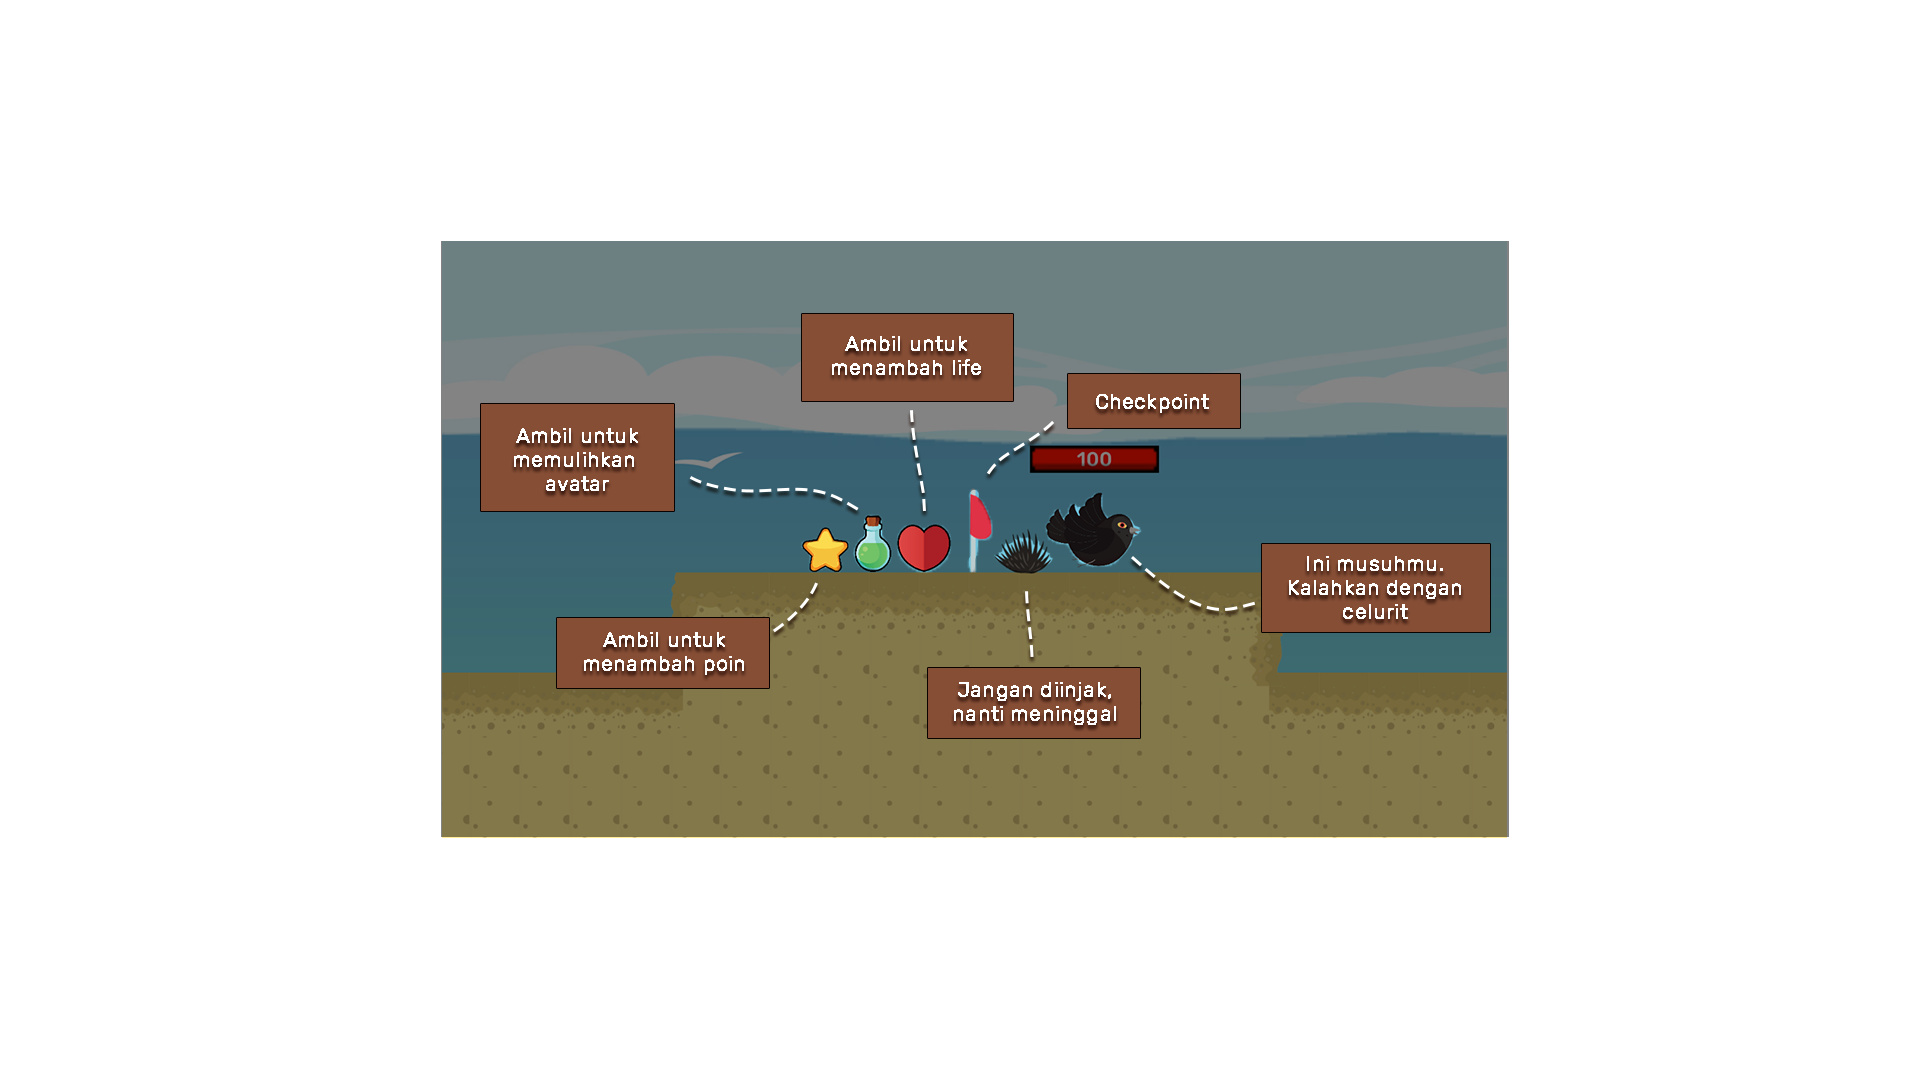 Ambil untuk
menambah life
Checkpoint
Ambil untuk
memulihkan
avatar
100
Ini musuhmu.
Kalahkan dengan
celurit
Ambil untuk
menambah poin
Jangan diinjak,
nanti meninggal